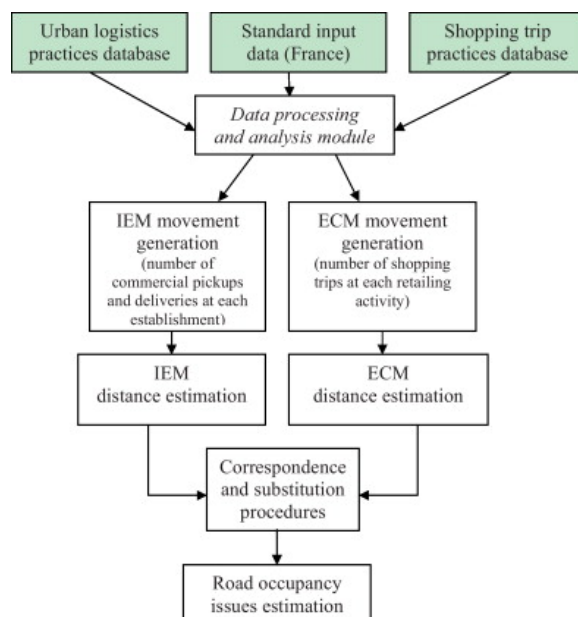 Urban logistics
practices database
Standard input
data (France)
Shopping trip
practices database
Data processing
and analysis module
IEM movement
generation
(number of
commercial pickups
and deliveries at each
establishment)
ECM movement
generation
(number of shopping
trips at each retailing
activity)
IEM
distance estimation
ECM
distance estimation
Correspondence
and substitution
procedures
Road occupancy
issues estimation